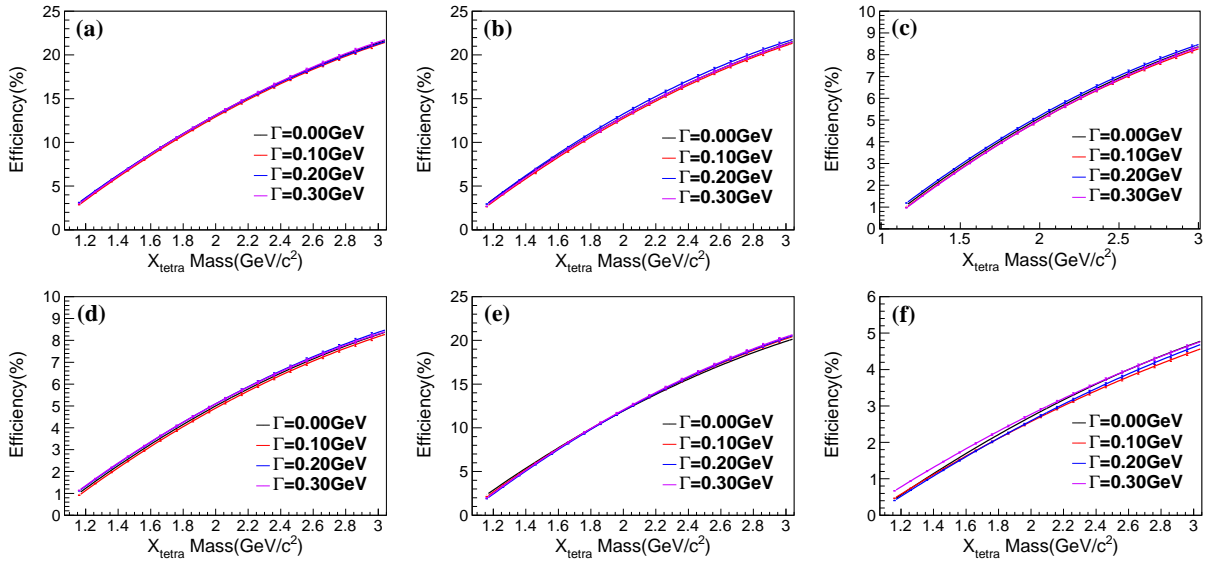 (a)
Efficiency(%)
25
20
15
10
5
0
Γ=0.00GeV
Γ=0.10GeV
Γ=0.20GeV
Γ=0.30GeV
1.2 1.4 1.6 1.8 2 2.2 2.4 2.6 2.8 3
X_tetra Mass(GeV/c²)
(b)
Efficiency(%)
25
20
15
10
5
0
Γ=0.00GeV
Γ=0.10GeV
Γ=0.20GeV
Γ=0.30GeV
1.2 1.4 1.6 1.8 2 2.2 2.4 2.6 2.8 3
X_tetra Mass(GeV/c²)
(c)
Efficiency(%)
10
9
8
7
6
5
4
3
2
1
0
Γ=0.00GeV
Γ=0.10GeV
Γ=0.20GeV
Γ=0.30GeV
1 1.5 2 2.5 3
X_tetra Mass(GeV/c²)
(d)
Efficiency(%)
10
9
8
7
6
5
4
3
2
1
0
Γ=0.00GeV
Γ=0.10GeV
Γ=0.20GeV
Γ=0.30GeV
1.2 1.4 1.6 1.8 2 2.2 2.4 2.6 2.8 3
X_tetra Mass(GeV/c²)
(e)
Efficiency(%)
25
20
15
10
5
0
Γ=0.00GeV
Γ=0.10GeV
Γ=0.20GeV
Γ=0.30GeV
1.2 1.4 1.6 1.8 2 2.2 2.4 2.6 2.8 3
X_tetra Mass(GeV/c²)
(f)
Efficiency(%)
6
5
4
3
2
1
0
Γ=0.00GeV
Γ=0.10GeV
Γ=0.20GeV
Γ=0.30GeV
1.2 1.4 1.6 1.8 2 2.2 2.4 2.6 2.8 3
X_tetra Mass(GeV/c²)